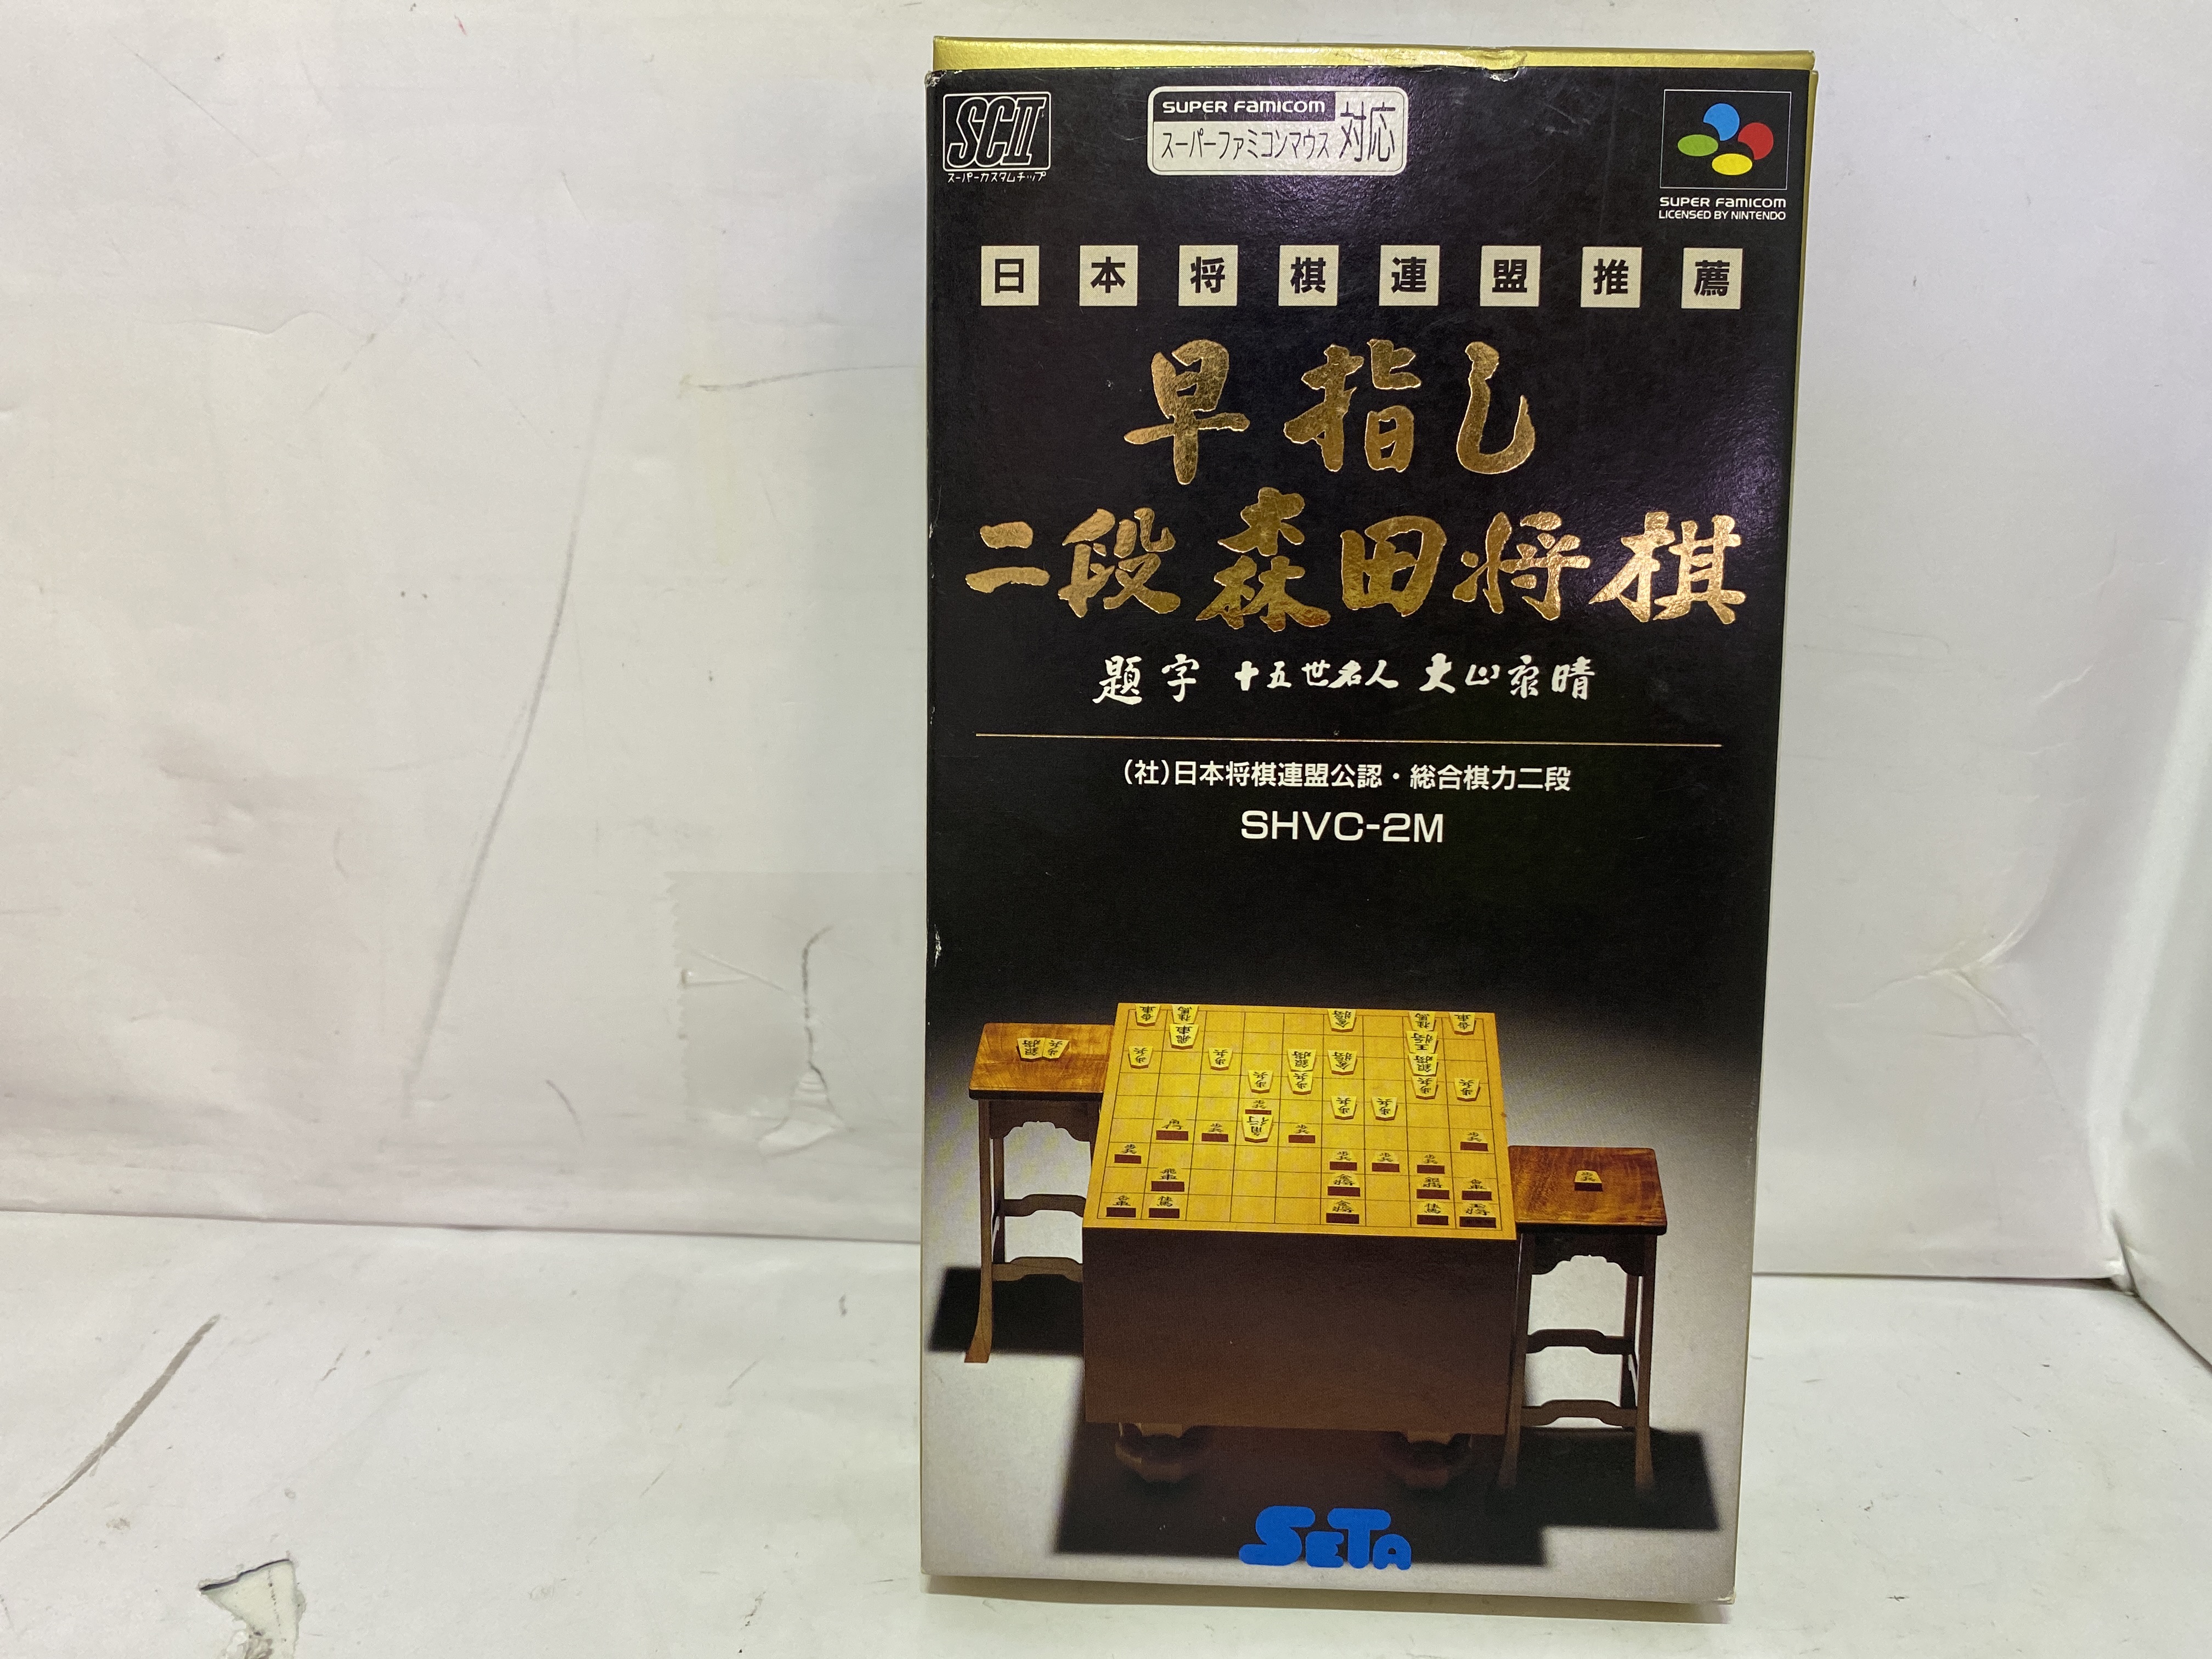 SCII
スーパーカスタムチップ
SUPER FAMICOM
スーパーファミコンマウス 対応
SUPER FAMICOM
LICENSED BY NINTENDO
日本将棋連盟推薦
早指し
二段森田将棋
題字 十五世名人 大山康晴
(社)日本将棋連盟公認・総合棋力二段
SHVC-2M
SETA